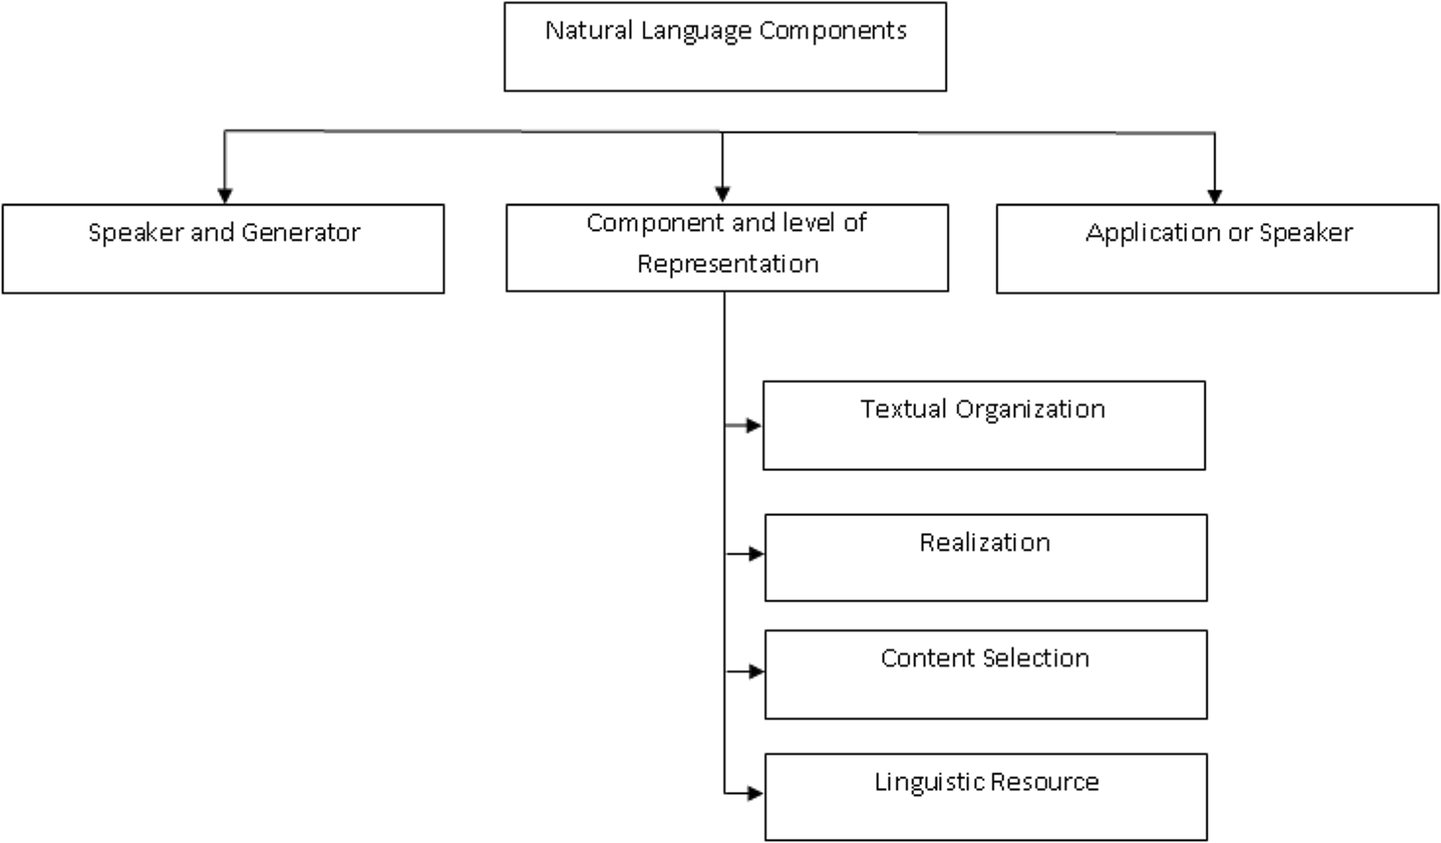 Natural Language Components
Speaker and Generator
Component and level of
Representation
Application or Speaker
Textual Organization
Realization
Content Selection
Linguistic Resource